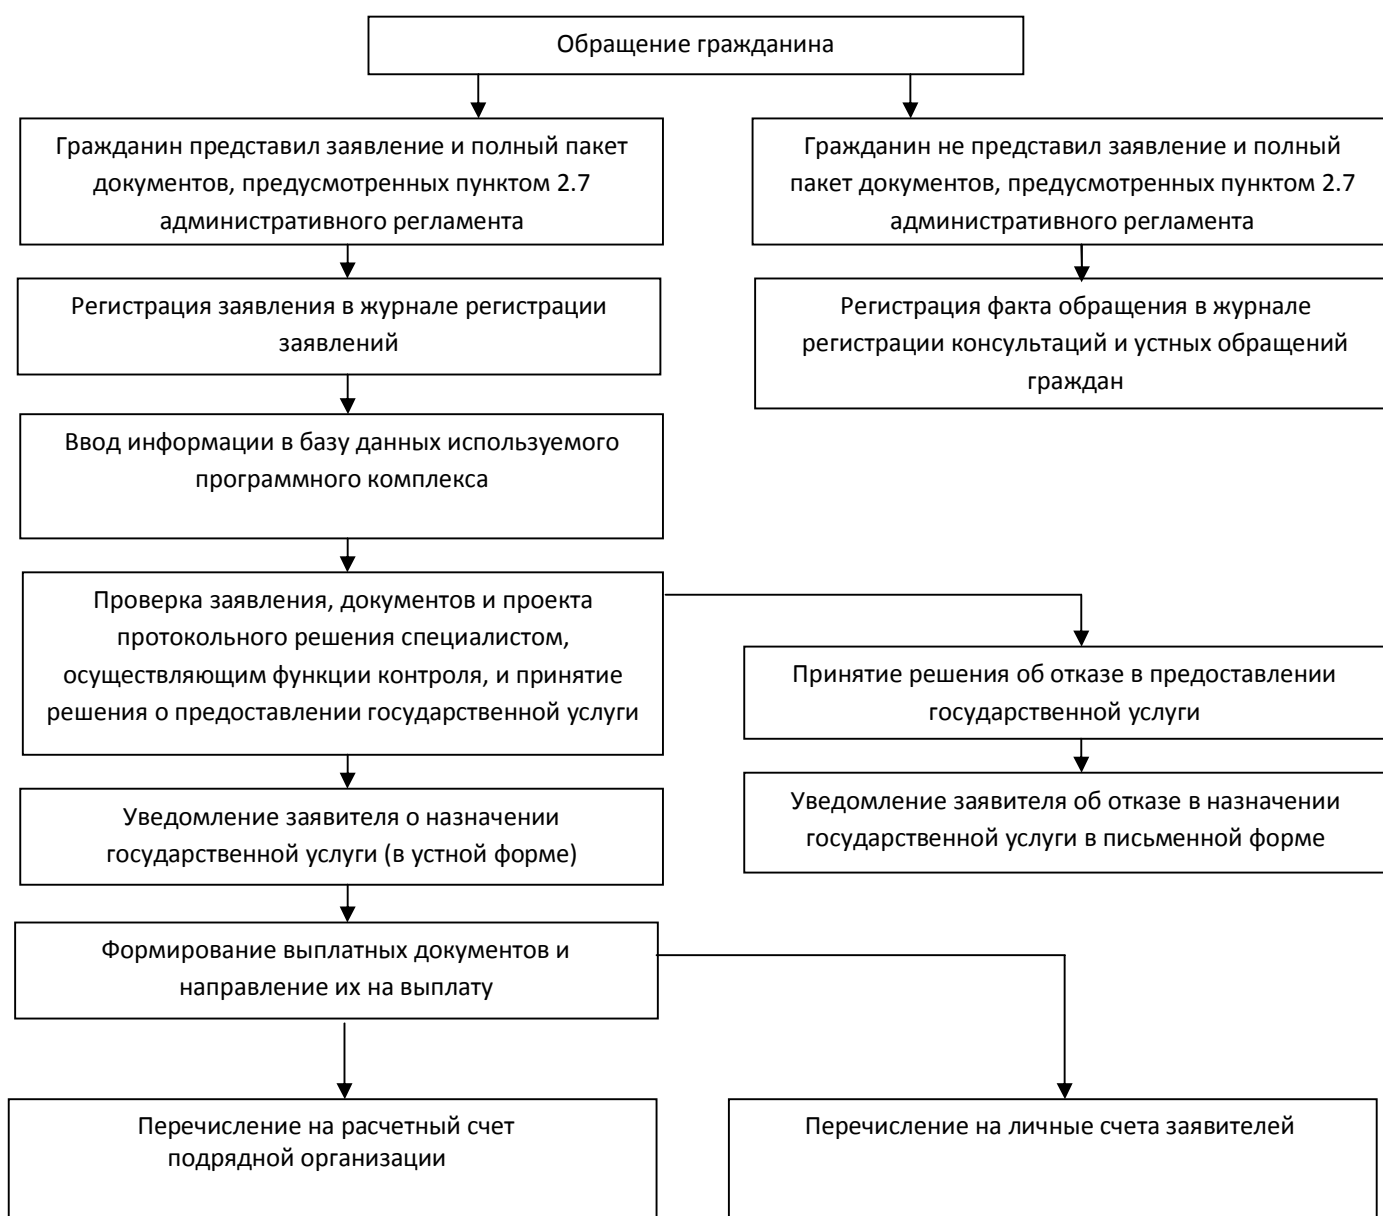 Обращение гражданина
Гражданин представил заявление и полный пакет
документов, предусмотренных пунктом 2.7
административного регламента
Гражданин не представил заявление и полный
пакет документов, предусмотренных пунктом 2.7
административного регламента
Регистрация заявления в журнале регистрации
заявлений
Регистрация факта обращения в журнале
регистрации консультаций и устных обращений
граждан
Ввод информации в базу данных используемого
программного комплекса
Проверка заявления, документов и проекта
протокольного решения специалистом,
осуществляющим функции контроля, и принятие
решения о предоставлении государственной услуги
Принятие решения об отказе в предоставлении
государственной услуги
Уведомление заявителя о назначении
государственной услуги (в устной форме)
Уведомление заявителя об отказе в назначении
государственной услуги в письменной форме
Формирование выплатных документов и
направление их на выплату
Перечисление на расчетный счет
подрядной организации
Перечисление на личные счета заявителей